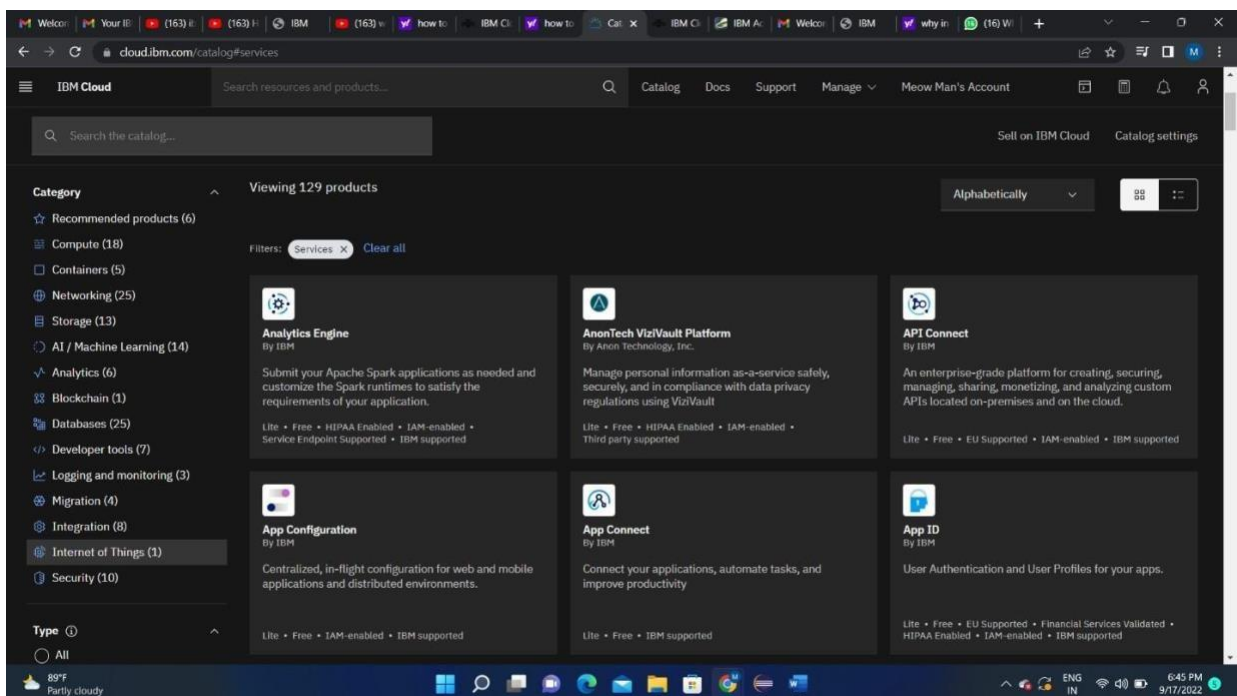 Welcon
Your IB
(163) it
(163) H
IBM
(163) w
how to
IBM Cl
how to
Cat
IBM Cl
IBM Ac
Welcor
IBM
why in
(16) W
cloud.ibm.com/catalog#services
M
IBM Cloud
Search resources and products...
Catalog
Docs
Support
Manage
Meow Man's Account
Search the catalog...
Sell on IBM Cloud
Catalog settings
Category
Recommended products (6)
Compute (18)
Containers (5)
Networking (25)
Storage (13)
AI / Machine Learning (14)
Analytics (6)
Blockchain (1)
Databases (25)
Developer tools (7)
Logging and monitoring (3)
Migration (4)
Integration (8)
Internet of Things (1)
Security (10)
Type
All
Viewing 129 products
Alphabetically
Filters:
Services
Clear all
Analytics Engine
By IBM
Submit your Apache Spark applications as needed and
customize the Spark runtimes to satisfy the
requirements of your application.
Lite • Free • HIPAA Enabled • IAM-enabled •
Service Endpoint Supported • IBM supported
AnonTech ViziVault Platform
By Anon Technology, Inc.
Manage personal information as-a-service safely,
securely, and in compliance with data privacy
regulations using ViziVault
Lite • Free • HIPAA Enabled • IAM-enabled •
Third party supported
API Connect
By IBM
An enterprise-grade platform for creating, securing,
managing, sharing, monetizing, and analyzing custom
APIs located on-premises and on the cloud.
Lite • Free • EU Supported • IAM-enabled • IBM supported
App Configuration
By IBM
Centralized, in-flight configuration for web and mobile
applications and distributed environments.
Lite • Free • IAM-enabled • IBM supported
App Connect
By IBM
Connect your applications, automate tasks, and
improve productivity
Lite • Free • IBM supported
App ID
By IBM
User Authentication and User Profiles for your apps.
Lite • Free • EU Supported • Financial Services Validated •
HIPAA Enabled • IAM-enabled • IBM supported
89°F
Partly cloudy
ENG
IN
6:45 PM
9/17/2022